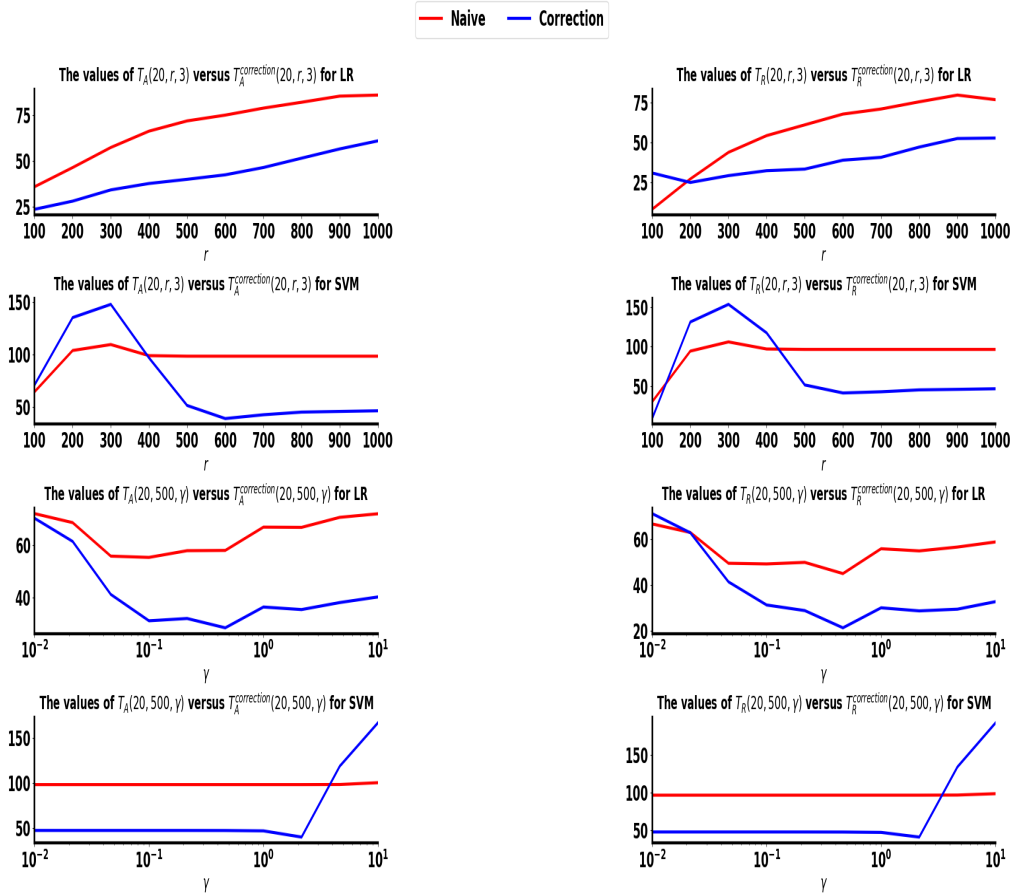 Naive Correction
The values of $T_A(20, r, 3)$ versus $T_A^{correction}(20, r, 3)$ for LR
75
50
25
100 200 300 400 500 600 700 800 900 1000
r
The values of $T_R(20, r, 3)$ versus $T_R^{correction}(20, r, 3)$ for LR
75
50
25
100 200 300 400 500 600 700 800 900 1000
r
The values of $T_A(20, r, 3)$ versus $T_A^{correction}(20, r, 3)$ for SVM
150
100
50
100 200 300 400 500 600 700 800 900 1000
r
The values of $T_R(20, r, 3)$ versus $T_R^{correction}(20, r, 3)$ for SVM
150
100
50
100 200 300 400 500 600 700 800 900 1000
r
The values of $T_A(20, 500, γ)$ versus $T_A^{correction}(20, 500, γ)$ for LR
60
40
$10^{-2}$ $10^{-1}$ $10^{0}$ $10^{1}$
γ
The values of $T_R(20, 500, γ)$ versus $T_R^{correction}(20, 500, γ)$ for LR
60
40
20
$10^{-2}$ $10^{-1}$ $10^{0}$ $10^{1}$
γ
The values of $T_A(20, 500, γ)$ versus $T_A^{correction}(20, 500, γ)$ for SVM
150
100
50
$10^{-2}$ $10^{-1}$ $10^{0}$ $10^{1}$
γ
The values of $T_R(20, 500, γ)$ versus $T_R^{correction}(20, 500, γ)$ for SVM
150
100
50
$10^{-2}$ $10^{-1}$ $10^{0}$ $10^{1}$
γ